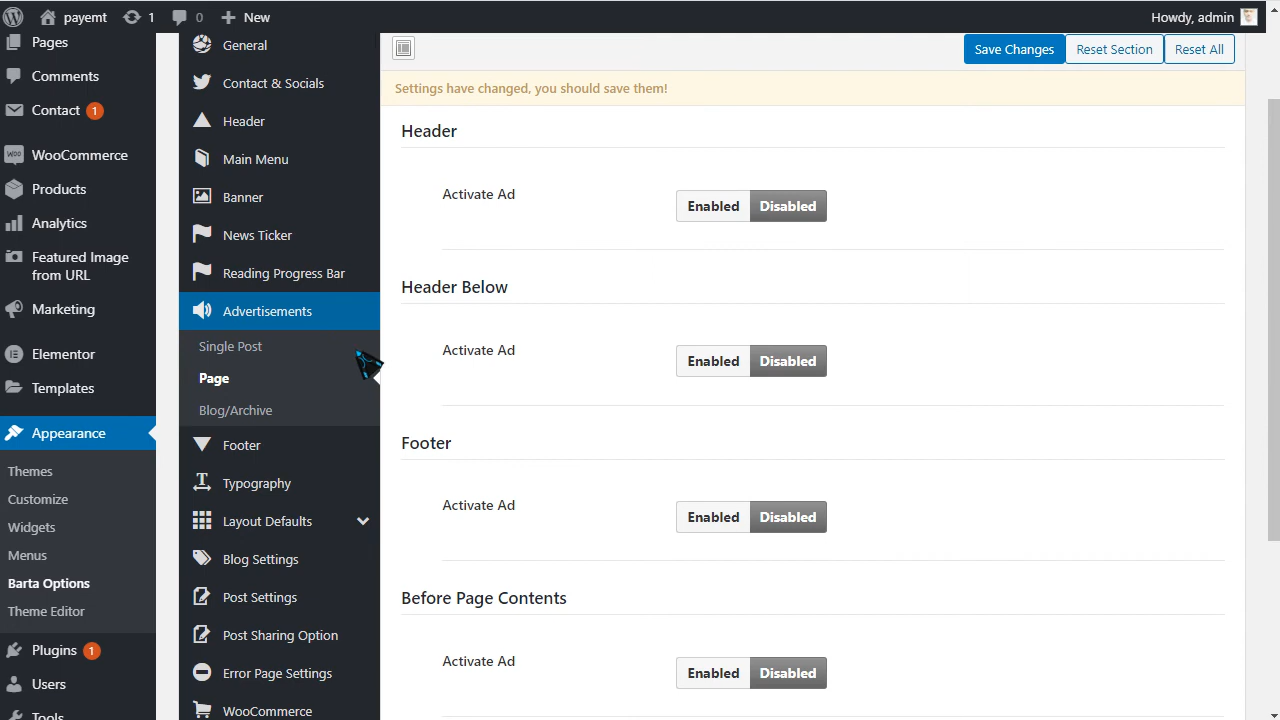 payemt
1
0
New
Howdy, admin
Pages
Comments
Contact 1
WooCommerce
Products
Analytics
Featured Image
from URL
Marketing
Elementor
Templates
Appearance
Themes
Customize
Widgets
Menus
Barta Options
Theme Editor
Plugins 1
Users
Tools
General
Contact & Socials
Header
Main Menu
Banner
News Ticker
Reading Progress Bar
Advertisements
Single Post
Page
Blog/Archive
Footer
Typography
Layout Defaults
Blog Settings
Post Settings
Post Sharing Option
Error Page Settings
WooCommerce
Save Changes
Reset Section
Reset All
Settings have changed, you should save them!
Header
Activate Ad
Enabled Disabled
Header Below
Activate Ad
Enabled Disabled
Footer
Activate Ad
Enabled Disabled
Before Page Contents
Activate Ad
Enabled Disabled